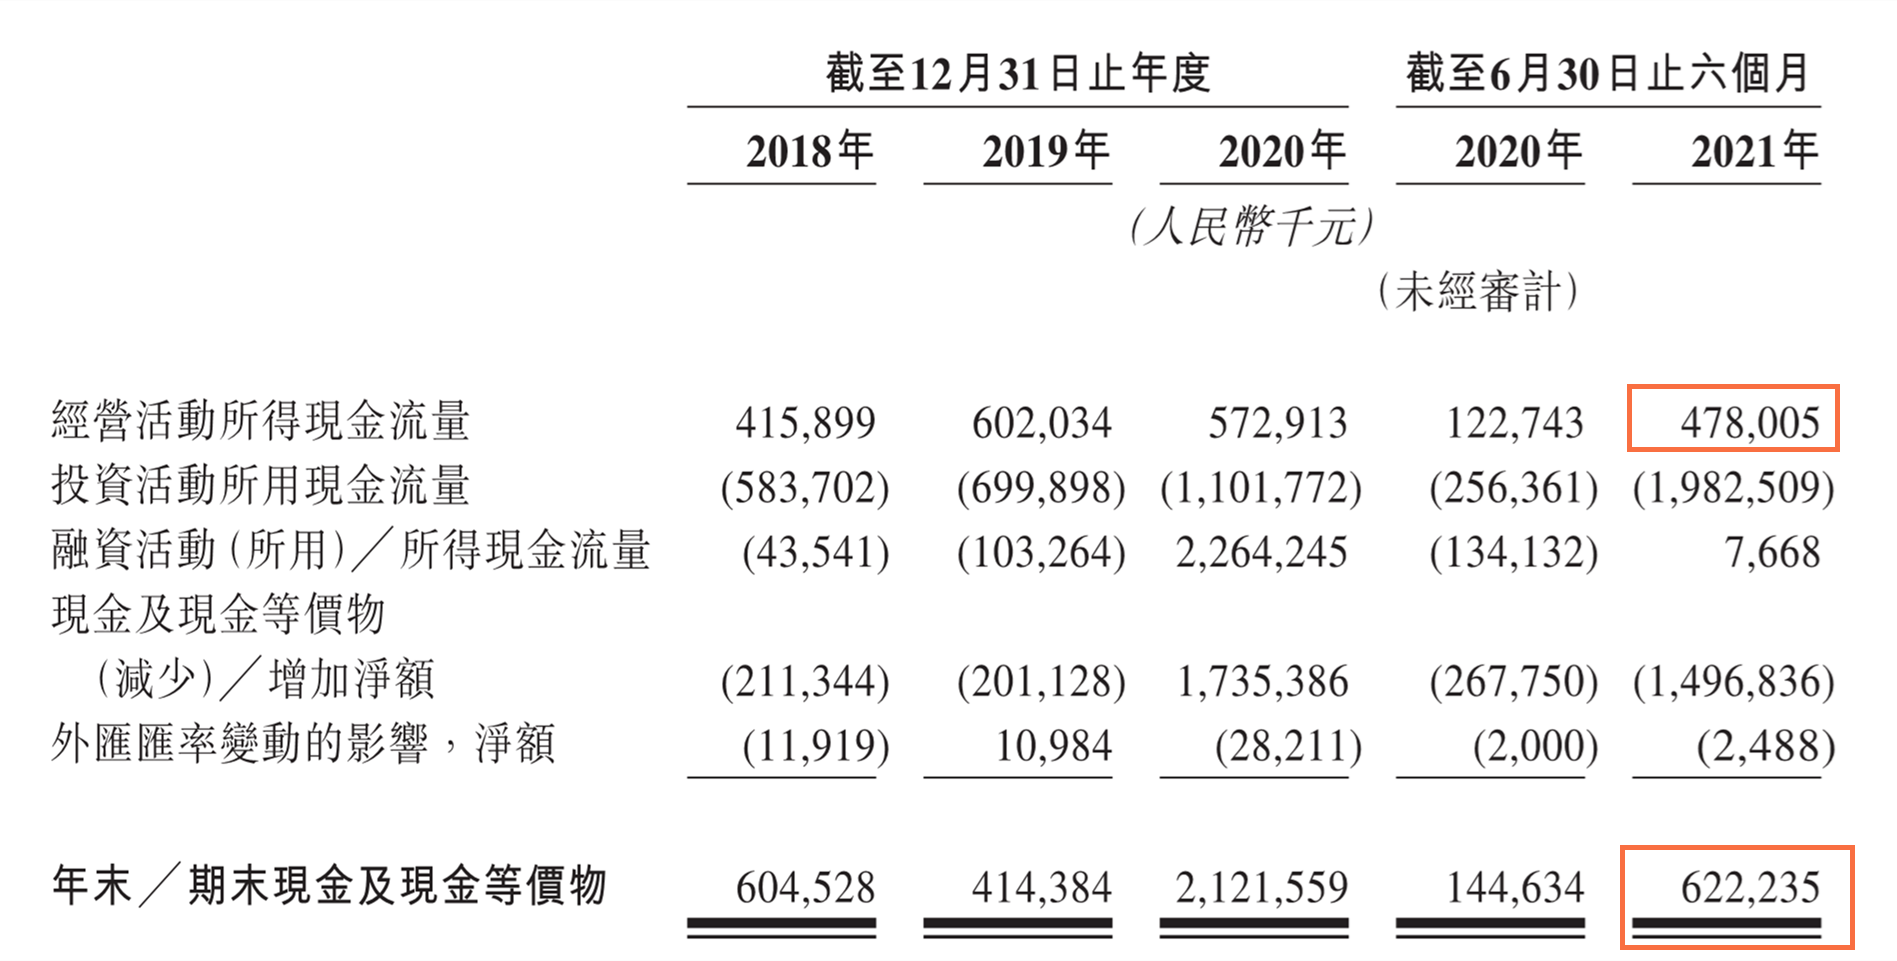 截至12月31日止年度 截至6月30日止六個月
2018年 2019年 2020年 2020年 2021年
(人民幣千元)
(未經審計)
經營活動所得現金流量 415,899 602,034 572,913 122,743 478,005
投資活動所用現金流量 (583,702) (699,898) (1,101,772) (256,361) (1,982,509)
融資活動(所用)／所得現金流量 (43,541) (103,264) 2,264,245 (134,132) 7,668
現金及現金等價物
(減少)／增加淨額 (211,344) (201,128) 1,735,386 (267,750) (1,496,836)
外匯匯率變動的影響，淨額 (11,919) 10,984 (28,211) (2,000) (2,488)
年末／期末現金及現金等價物 604,528 414,384 2,121,559 144,634 622,235